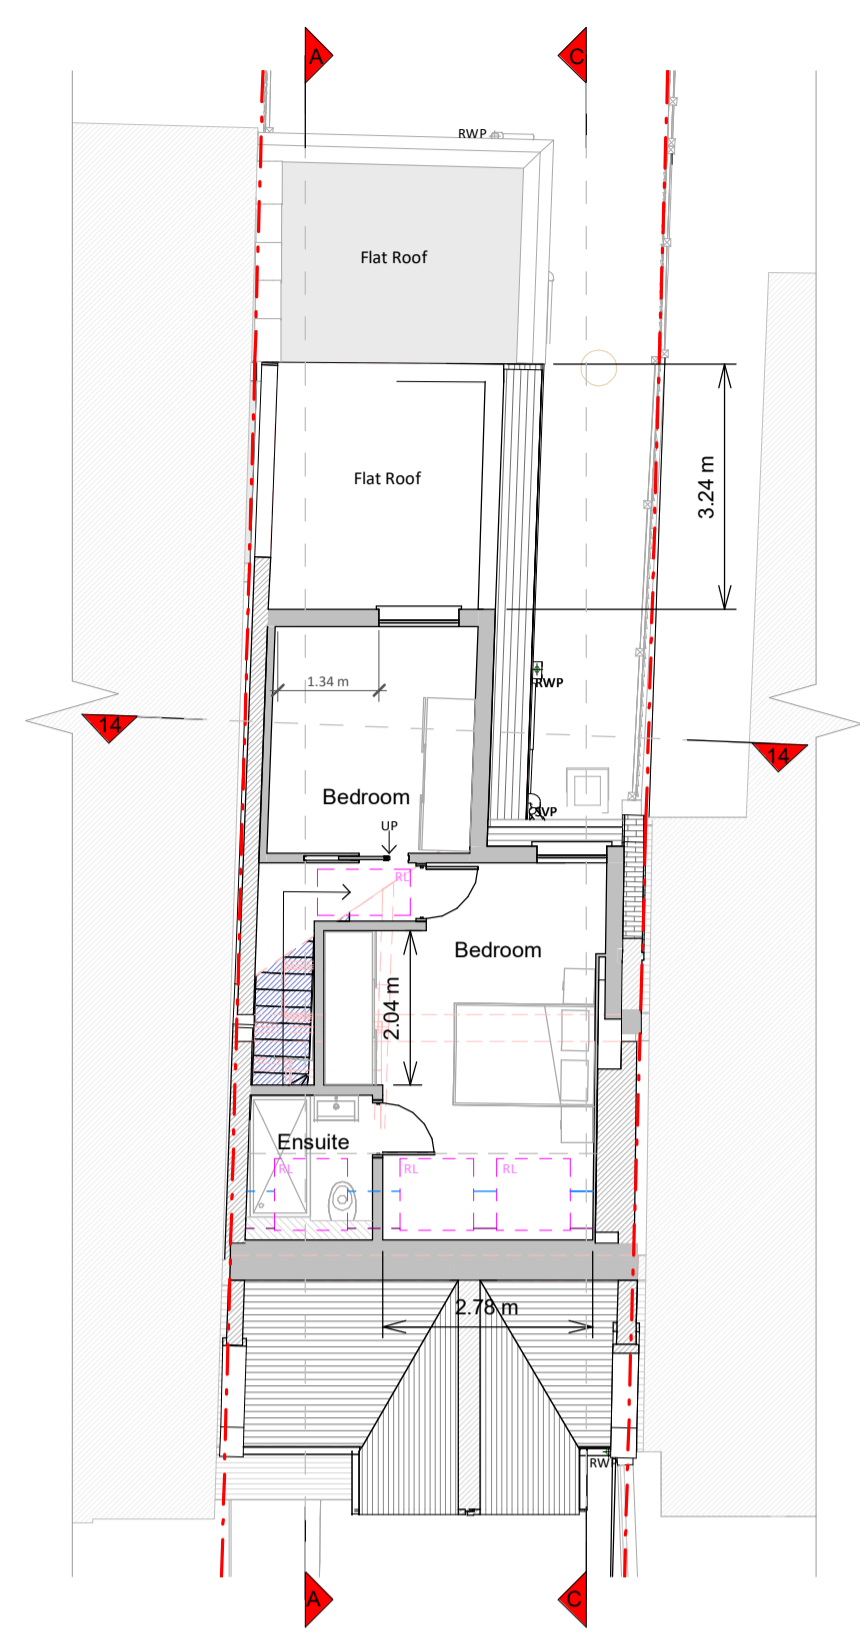 A
C
RWP
Flat Roof
Flat Roof
3.24 m
1.34 m
RWP
14
14
Bedroom
SVP
UP
RL
Bedroom
2.04 m
Ensuite
RL
RL
RL
2.78 m
RWP
A
C